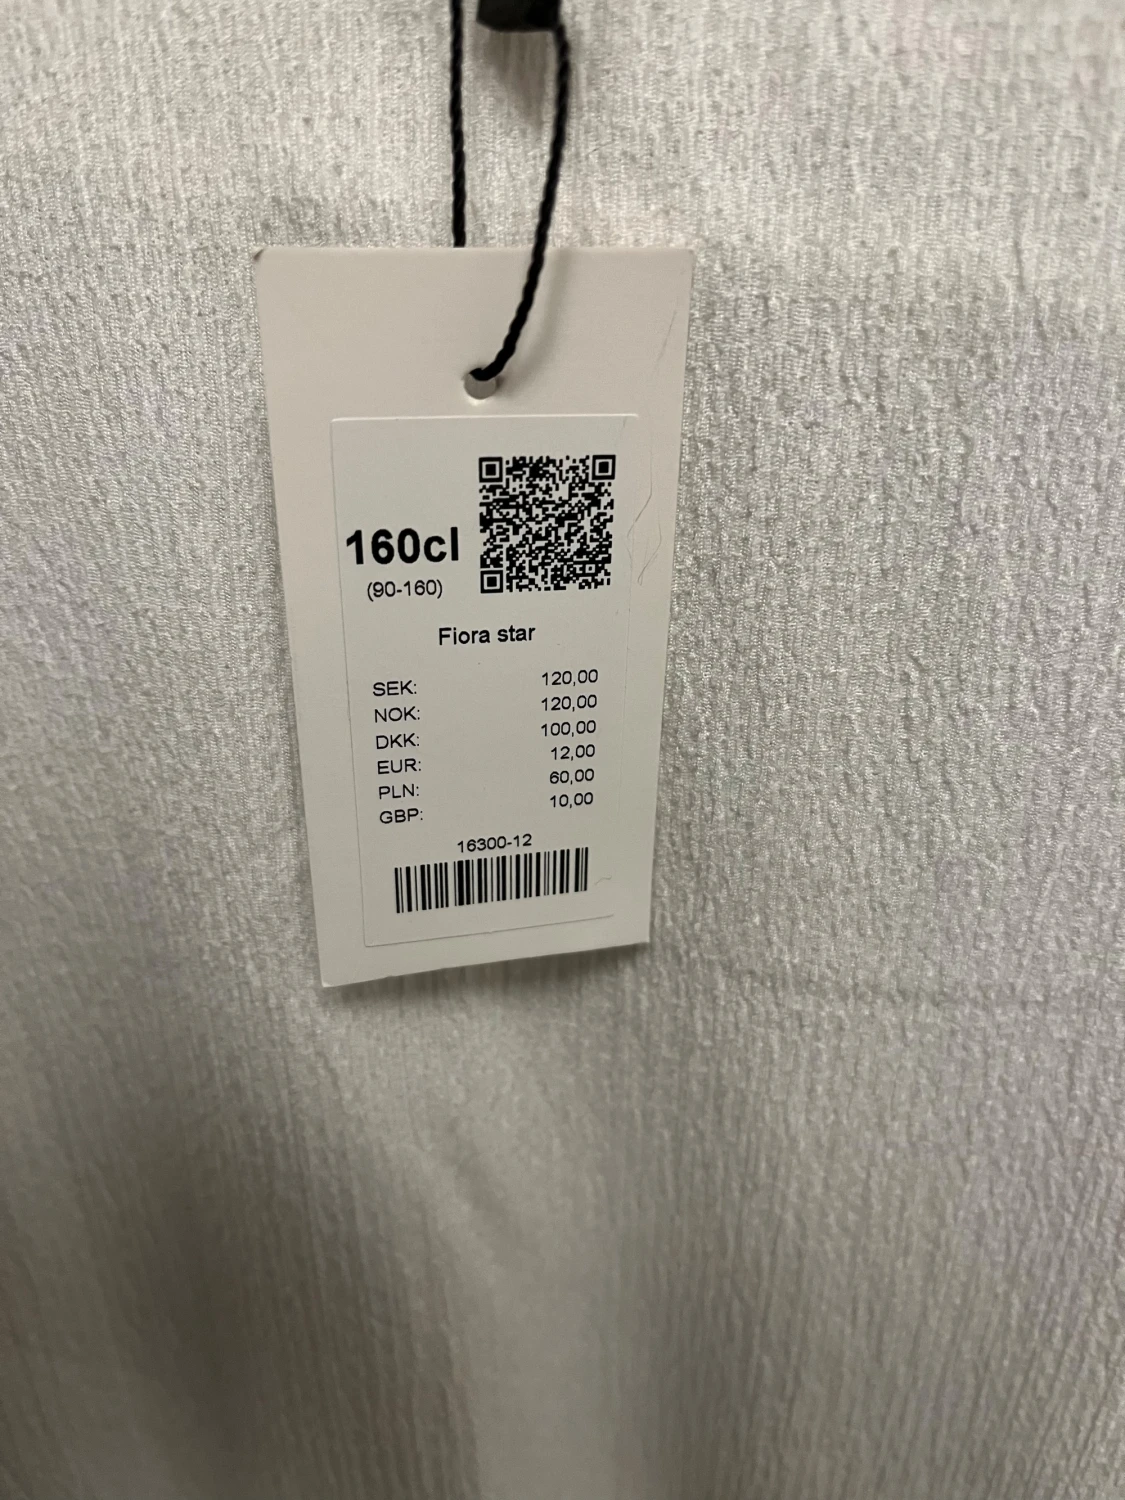 160cl
(90-160)
Fiora star
SEK: 120,00
NOK: 120,00
DKK: 100,00
EUR: 12,00
PLN: 60,00
GBP: 10,00
16300-12